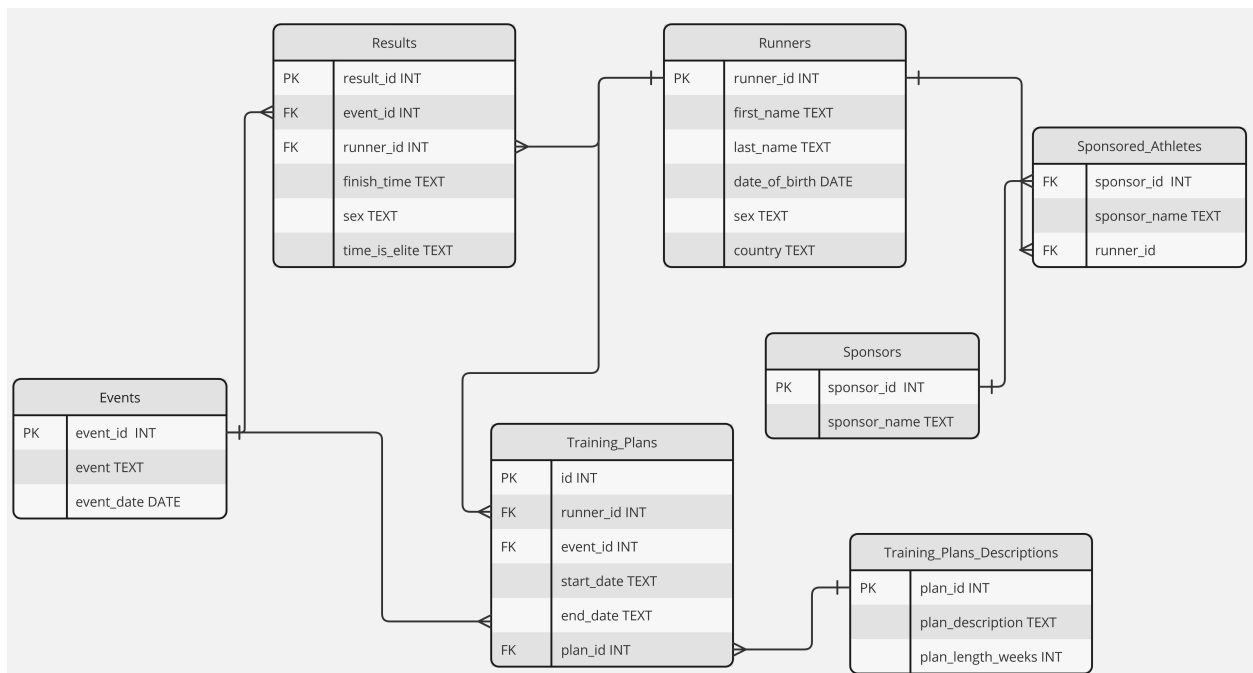 Results
PK result_id INT
FK event_id INT
FK runner_id INT
finish_time TEXT
sex TEXT
time_is_elite TEXT
Runners
PK runner_id INT
first_name TEXT
last_name TEXT
date_of_birth DATE
sex TEXT
country TEXT
Sponsored_Athletes
FK sponsor_id INT
sponsor_name TEXT
FK runner_id
Sponsors
PK sponsor_id INT
sponsor_name TEXT
Events
PK event_id INT
event TEXT
event_date DATE
Training_Plans
PK id INT
FK runner_id INT
FK event_id INT
start_date TEXT
end_date TEXT
FK plan_id INT
Training_Plans_Descriptions
PK plan_id INT
plan_description TEXT
plan_length_weeks INT